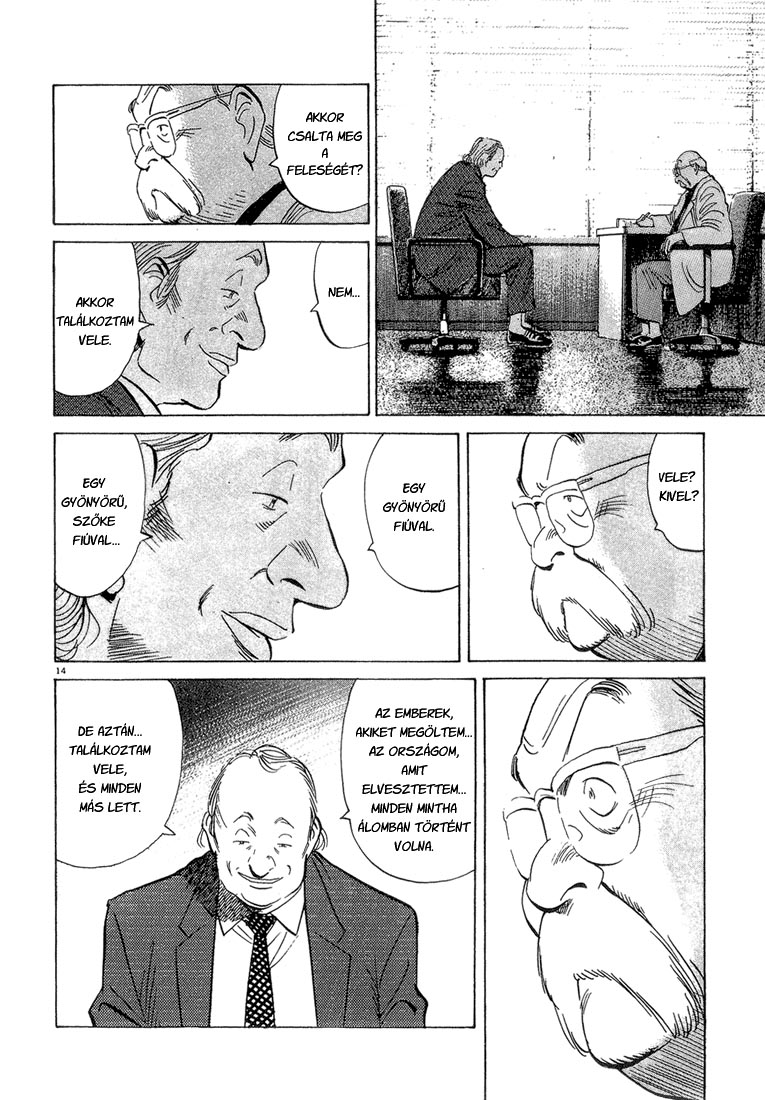 AKKOR
CSALTA MEG
A
FELESÉGÉT?
NEM...
AKKOR
TALÁLKOZTAM
VELE.
VELE?
KIVEL?
EGY
GYÖNYÖRŰ
FIÚVAL.
EGY
GYÖNYÖRŰ,
SZŐKE
FIÚVAL...
14
AZ EMBEREK,
AKIKET MEGÖLTEM...
AZ ORSZÁGOM,
AMIT
ELVESZTETTEM...
MINDEN MINTHA
ÁLOMBAN TÖRTÉNT
VOLNA.
DE AZTÁN...
TALÁLKOZTAM
VELE,
ÉS MINDEN
MÁS LETT.